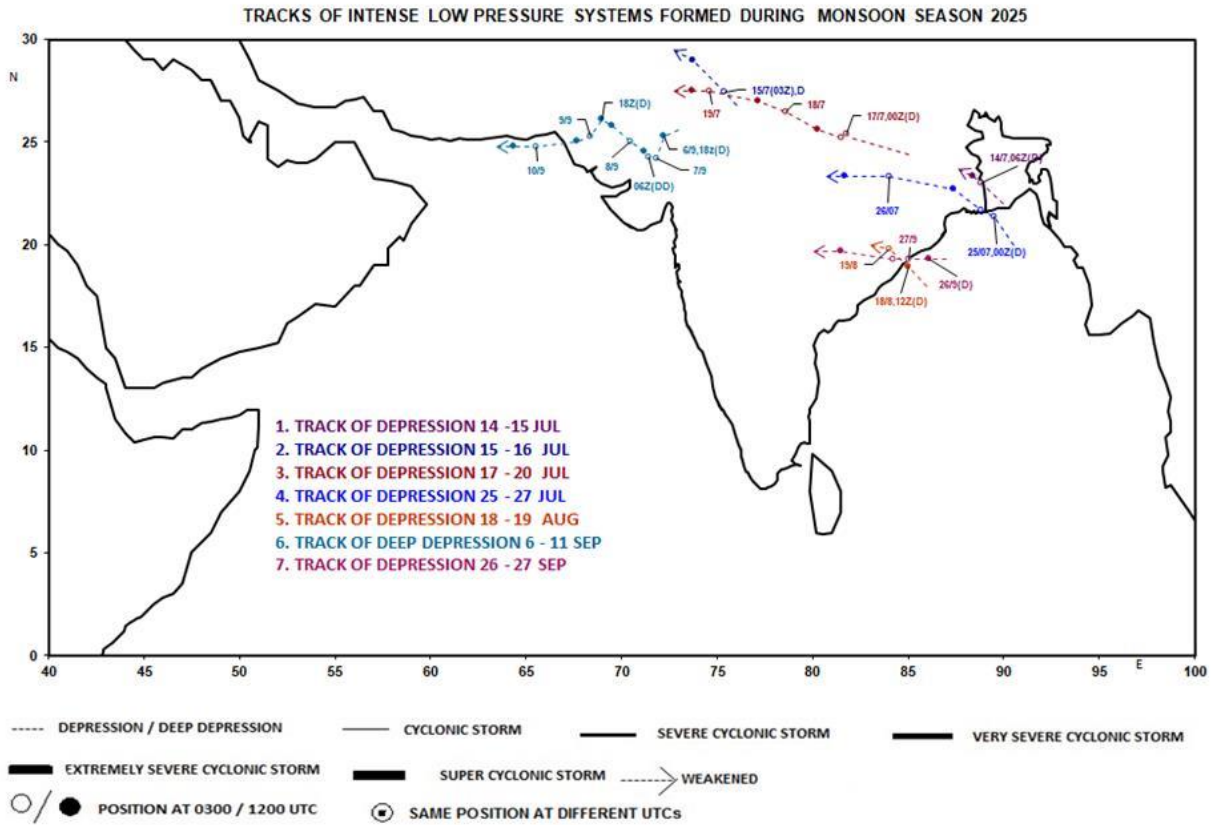 TRACKS OF INTENSE LOW PRESSURE SYSTEMS FORMED DURING MONSOON SEASON 2025
30
N
25
20
15
10
5
0
15/7(03Z),D
19/7
18/7
17/7,00Z(D)
18Z(D)
9/9
10/9
8/9
6/9,18z(D)
06Z(DD)
7/9
14/7,06Z(D)
26/07
25/07,00Z(D)
27/9
19/8
26/9(D)
18/8,12Z(D)
1. TRACK OF DEPRESSION 14 -15 JUL
2. TRACK OF DEPRESSION 15 - 16 JUL
3. TRACK OF DEPRESSION 17 - 20 JUL
4. TRACK OF DEPRESSION 25 - 27 JUL
5. TRACK OF DEPRESSION 18 - 19 AUG
6. TRACK OF DEEP DEPRESSION 6 - 11 SEP
7. TRACK OF DEPRESSION 26 - 27 SEP
40 45 50 55 60 65 70 75 80 85 90 95 E 100
DEPRESSION / DEEP DEPRESSION CYCLONIC STORM SEVERE CYCLONIC STORM VERY SEVERE CYCLONIC STORM
EXTREMELY SEVERE CYCLONIC STORM SUPER CYCLONIC STORM WEAKENED
POSITION AT 0300 / 1200 UTC SAME POSITION AT DIFFERENT UTCs